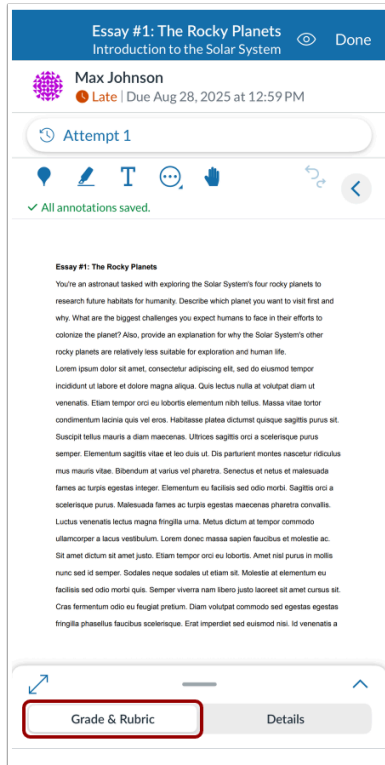 Essay #1: The Rocky Planets
Introduction to the Solar System
Done
Max Johnson
Late | Due Aug 28, 2025 at 12:59 PM
Attempt 1
T
All annotations saved.
Essay #1: The Rocky Planets
You're an astronaut tasked with exploring the Solar System's four rocky planets to
research future habitats for humanity. Describe which planet you want to visit first and
why. What are the biggest challenges you expect humans to face in their efforts to
colonize the planet? Also, provide an explanation for why the Solar System's other
rocky planets are relatively less suitable for exploration and human life.
Lorem ipsum dolor sit amet, consectetur adipiscing elit, sed do eiusmod tempor
incididunt ut labore et dolore magna aliqua. Quis lectus nulla at volutpat diam ut
venenatis. Etiam tempor orci eu lobortis elementum nibh tellus. Massa vitae tortor
condimentum lacinia quis vel eros. Habitasse platea dictumst quisque sagittis purus sit.
Suscipit tellus mauris a diam maecenas. Ultrices sagittis orci a scelerisque purus
semper. Elementum sagittis vitae et leo duis ut. Dis parturient montes nascetur ridiculus
mus mauris vitae. Bibendum at varius vel pharetra. Senectus et netus et malesuada
fames ac turpis egestas integer. Elementum eu facilisis sed odio morbi. Sagittis orci a
scelerisque purus. Malesuada fames ac turpis egestas maecenas pharetra convallis.
Luctus venenatis lectus magna fringilla urna. Metus dictum at tempor commodo
ullamcorper a lacus vestibulum. Lorem donec massa sapien faucibus et molestie ac.
Sit amet dictum sit amet justo. Etiam tempor orci eu lobortis. Amet nisl purus in mollis
nunc sed id semper. Sodales neque sodales ut etiam sit. Molestie at elementum eu
facilisis sed odio morbi quis. Semper viverra nam libero justo laoreet sit amet cursus sit.
Cras fermentum odio eu feugiat pretium. Diam volutpat commodo sed egestas egestas
fringilla phasellus faucibus scelerisque. Erat imperdiet sed euismod nisi. Id venenatis a
Grade & Rubric
Details